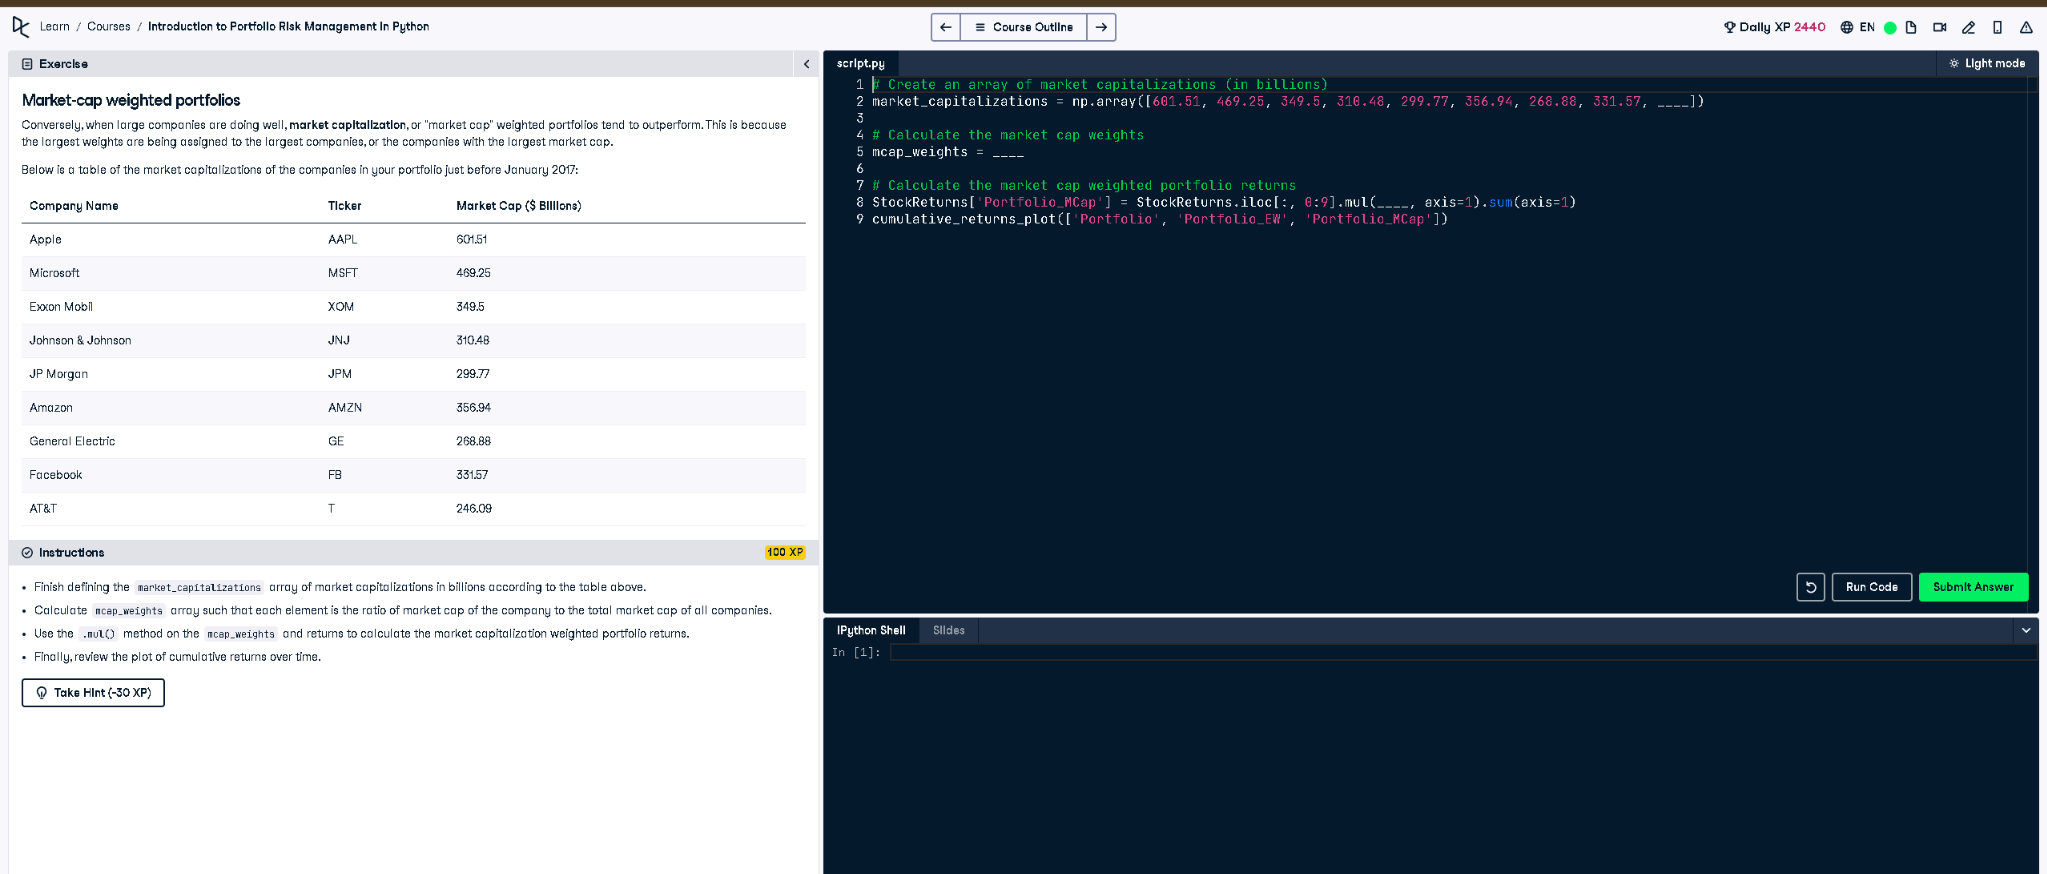 Learn / Courses / Introduction to Portfolio Risk Management in Python
Course Outline
Daily XP 2440
EN
Exercise
Market-cap weighted portfolios
Conversely, when large companies are doing well, market capitalization, or "market cap" weighted portfolios tend to outperform. This is because
the largest weights are being assigned to the largest companies, or the companies with the largest market cap.
Below is a table of the market capitalizations of the companies in your portfolio just before January 2017:
Company Name Ticker Market Cap ($ Billions)
Apple AAPL 601.51
Microsoft MSFT 469.25
Exxon Mobil XOM 349.5
Johnson & Johnson JNJ 310.48
JP Morgan JPM 299.77
Amazon AMZN 356.94
General Electric GE 268.88
Facebook FB 331.57
AT&T T 246.09
Instructions
100 XP
• Finish defining the market_capitalizations array of market capitalizations in billions according to the table above.
• Calculate mcap_weights array such that each element is the ratio of market cap of the company to the total market cap of all companies.
• Use the .mul() method on the mcap_weights and returns to calculate the market capitalization weighted portfolio returns.
• Finally, review the plot of cumulative returns over time.
Take Hint (-30 XP)
script.py
Light mode
1 # Create an array of market capitalizations (in billions)
2 market_capitalizations = np.array([601.51, 469.25, 349.5, 310.48, 299.77, 356.94, 268.88, 331.57, ____])
3
4 # Calculate the market cap weights
5 mcap_weights = ____
6
7 # Calculate the market cap weighted portfolio returns
8 StockReturns['Portfolio_MCap'] = StockReturns.iloc[:, 0:9].mul(____, axis=1).sum(axis=1)
9 cumulative_returns_plot(['Portfolio', 'Portfolio_EW', 'Portfolio_MCap'])
Run Code
Submit Answer
IPython Shell
Slides
In [1]: